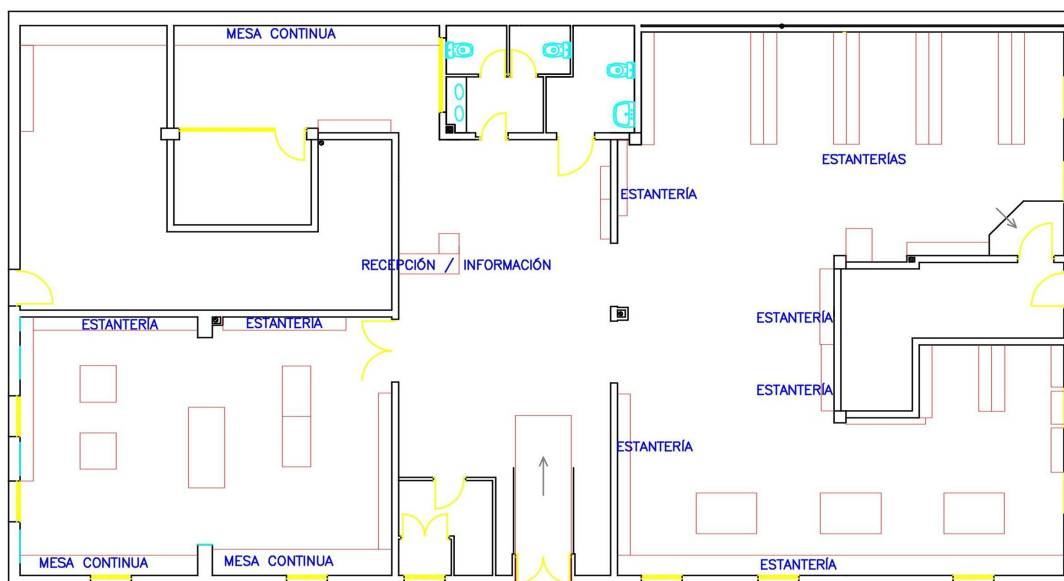 MESA CONTINUA
ESTANTERÍAS
ESTANTERÍA
RECEPCIÓN / INFORMACIÓN
ESTANTERÍA
ESTANTERÍA
ESTANTERÍA
ESTANTERÍA
ESTANTERÍA
MESA CONTINUA
MESA CONTINUA
ESTANTERÍA